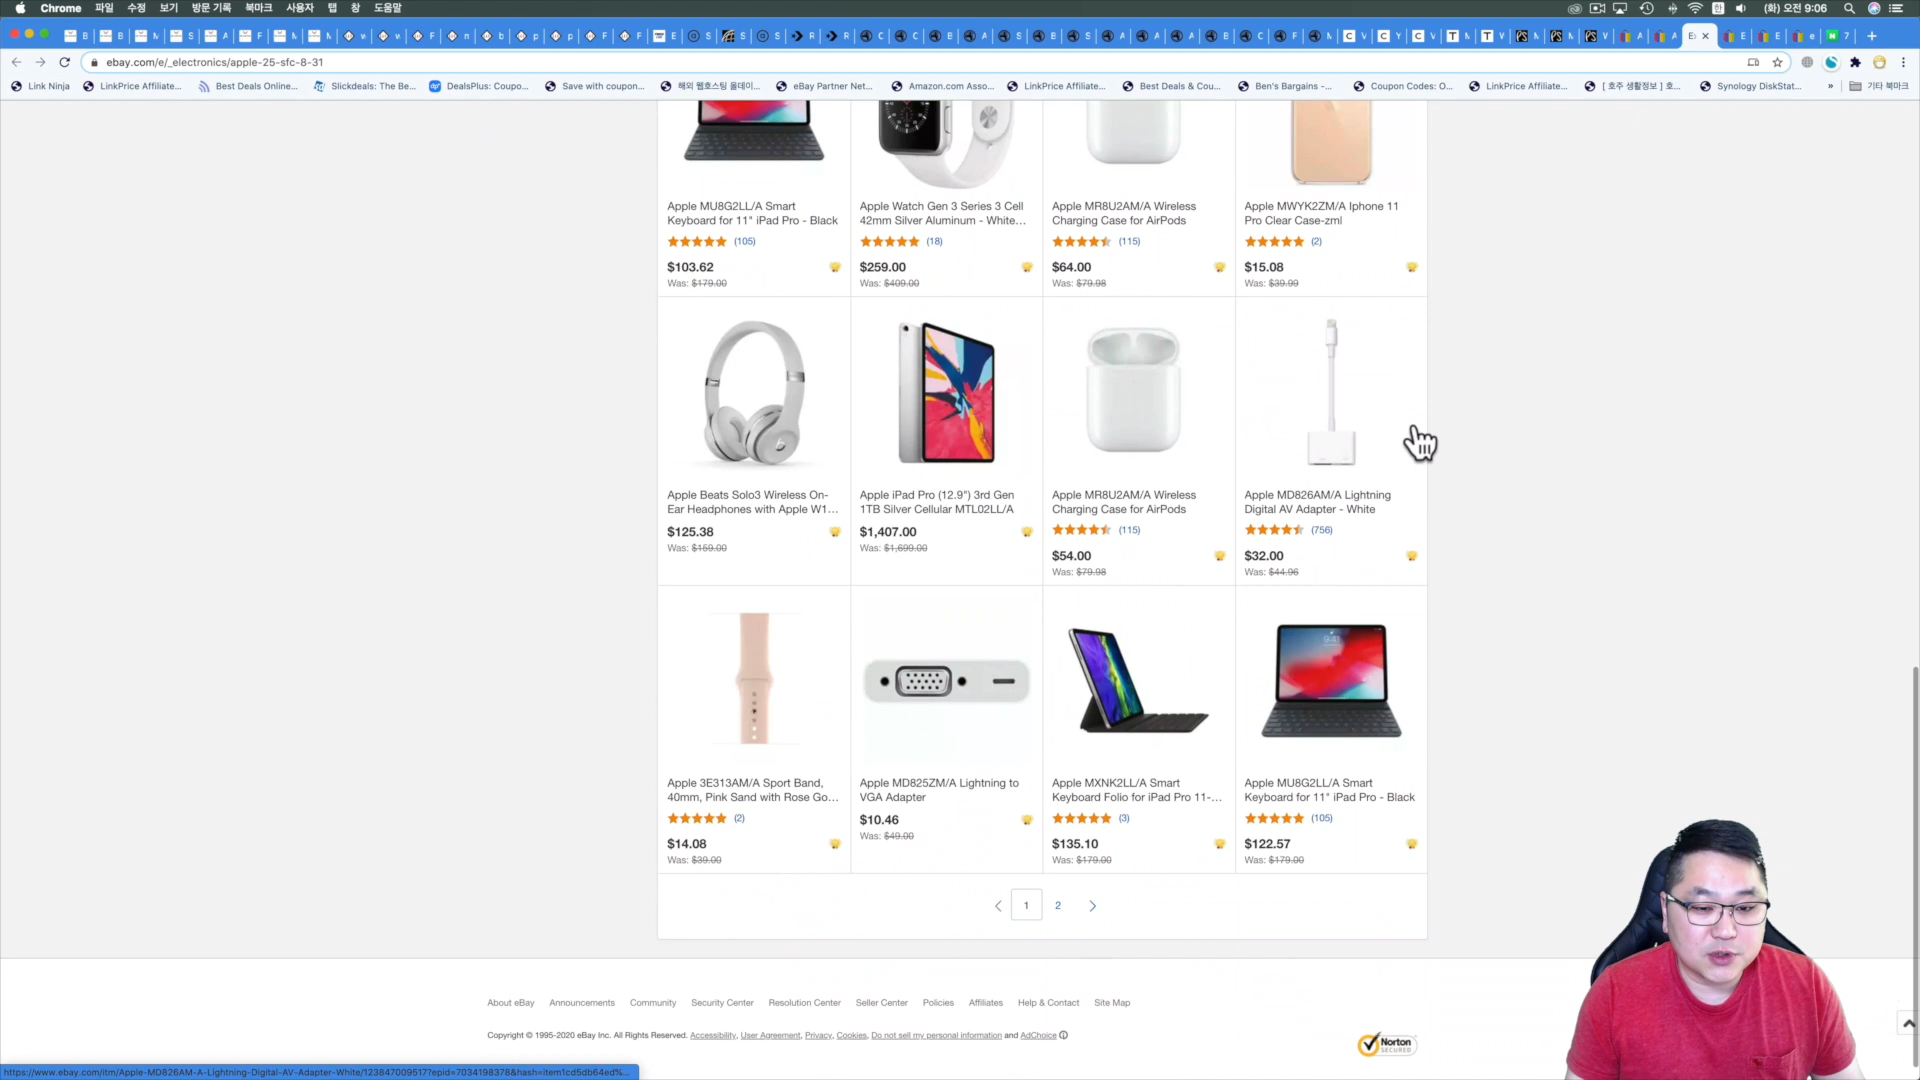 Chrome 파일 수정 보기 방문 기록 북마크 사용자 탭 창 도움말
(화) 오전 9:06
ebay.com/e/_electronics/apple-25-sfc-8-31
Link Ninja LinkPrice Affiliate... Best Deals Online... Slickdeals: The Be... DealsPlus: Coupo... Save with coupon... 해외 웹호스팅 올데이... eBay Partner Net... Amazon.com Asso... LinkPrice Affiliate... Best Deals & Cou... Ben's Bargains -... Coupon Codes: O... LinkPrice Affiliate... [ 호주 생활정보 ] 호... Synology DiskStat... » 기타 북마크
Apple MU8G2LL/A Smart
Keyboard for 11" iPad Pro - Black
(105)
$103.62
Was: $179.00
Apple Watch Gen 3 Series 3 Cell
42mm Silver Aluminum - White...
(18)
$259.00
Was: $409.00
Apple MR8U2AM/A Wireless
Charging Case for AirPods
(115)
$64.00
Was: $79.98
Apple MWYK2ZM/A Iphone 11
Pro Clear Case-zml
(2)
$15.08
Was: $39.99
Apple Beats Solo3 Wireless On-
Ear Headphones with Apple W1...
$125.38
Was: $159.00
Apple iPad Pro (12.9") 3rd Gen
1TB Silver Cellular MTL02LL/A
$1,407.00
Was: $1,699.00
Apple MR8U2AM/A Wireless
Charging Case for AirPods
(115)
$54.00
Was: $79.98
Apple MD826AM/A Lightning
Digital AV Adapter - White
(756)
$32.00
Was: $44.96
Apple 3E313AM/A Sport Band,
40mm, Pink Sand with Rose Go...
(2)
$14.08
Was: $39.00
Apple MD825ZM/A Lightning to
VGA Adapter
$10.46
Was: $49.00
Apple MXNK2LL/A Smart
Keyboard Folio for iPad Pro 11-...
(3)
$135.10
Was: $179.00
9:41
Apple MU8G2LL/A Smart
Keyboard for 11" iPad Pro - Black
(105)
$122.57
Was: $179.00
1 2
About eBay Announcements Community Security Center Resolution Center Seller Center Policies Affiliates Help & Contact Site Map
Copyright © 1995-2020 eBay Inc. All Rights Reserved. Accessibility, User Agreement, Privacy, Cookies, Do not sell my personal information and AdChoice
Norton
SECURED
https://www.ebay.com/itm/Apple-MD826AM-A-Lightning-Digital-AV-Adapter-White/123847009517?epid=7034198378&hash=item1cd5db64ed%...